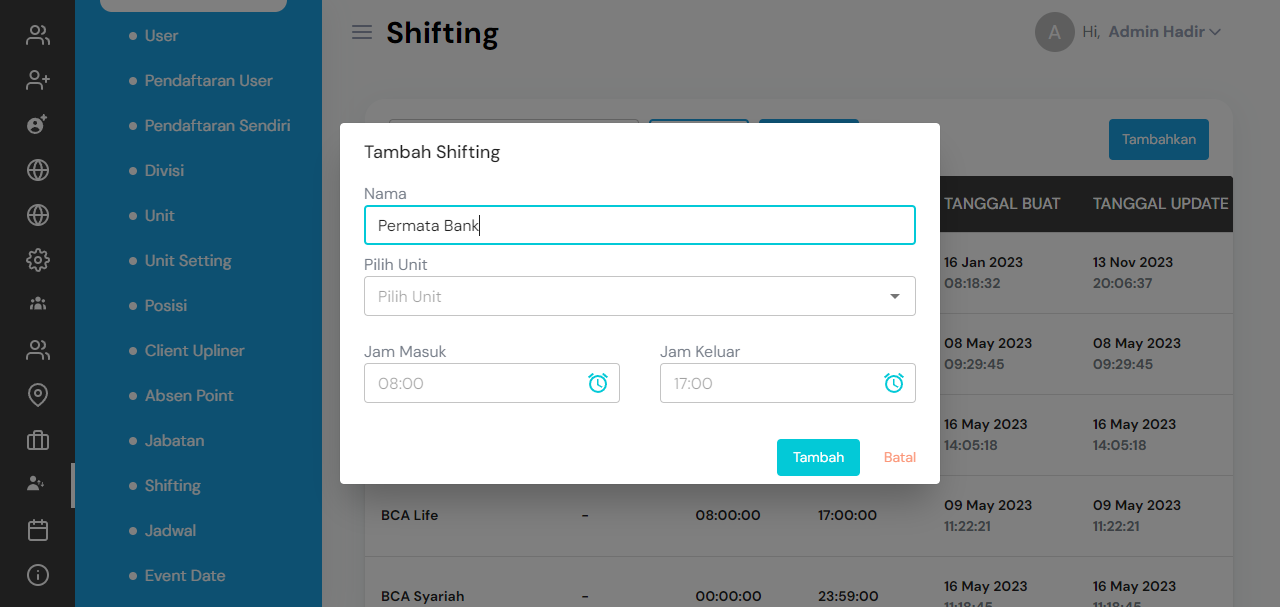 User
Pendaftaran User
Pendaftaran Sendiri
Divisi
Unit
Unit Setting
Posisi
Client Upliner
Absen Point
Jabatan
Shifting
Jadwal
Event Date
Shifting
A Hi, Admin Hadir
Tambahkan
TANGGAL BUAT TANGGAL UPDATE
16 Jan 2023 13 Nov 2023
08:18:32 20:06:37
08 May 2023 08 May 2023
09:29:45 09:29:45
16 May 2023 16 May 2023
14:05:18 14:05:18
Tambah Shifting
Nama
Permata Bank
Pilih Unit
Pilih Unit
Jam Masuk Jam Keluar
08:00 17:00
Tambah Batal
BCA Life - 08:00:00 17:00:00 09 May 2023 09 May 2023
11:22:21 11:22:21
BCA Syariah - 00:00:00 23:59:00 16 May 2023 16 May 2023
11:18:45 11:18:45